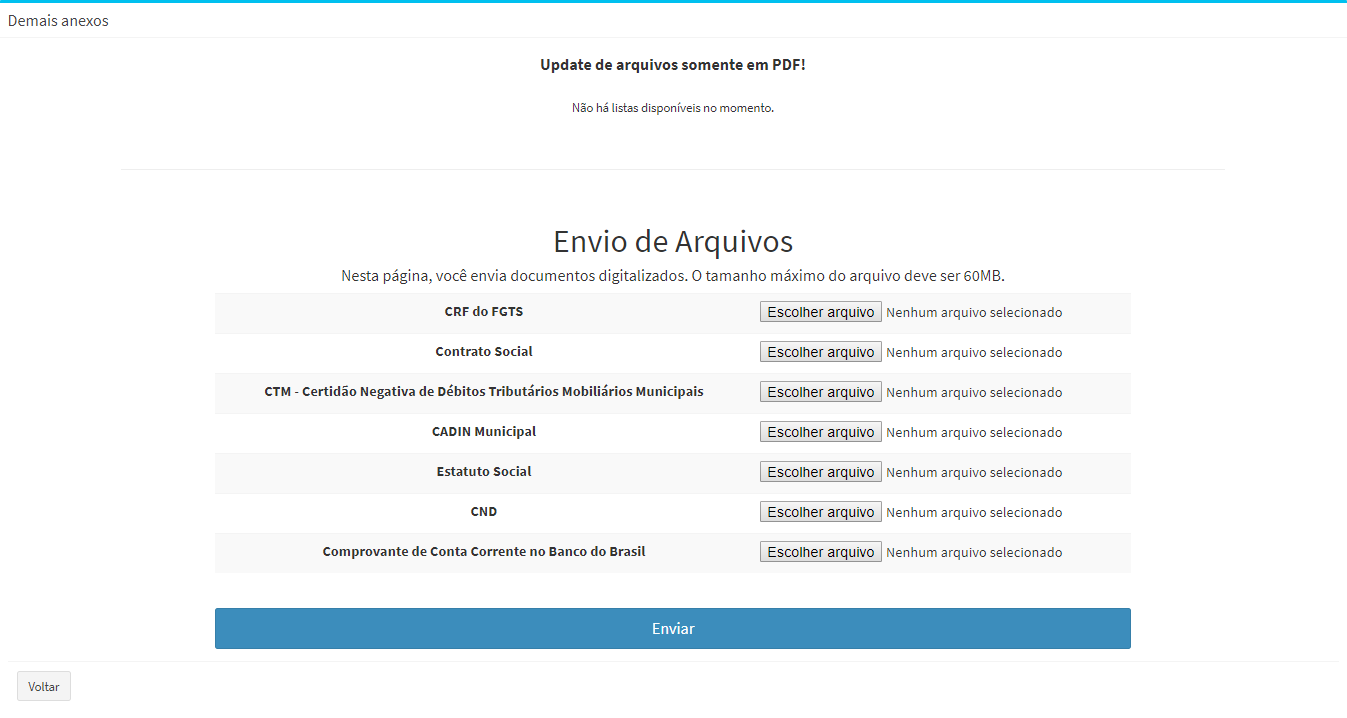 Demais anexos
Update de arquivos somente em PDF!
Não há listas disponíveis no momento.
Envio de Arquivos
Nesta página, você envia documentos digitalizados. O tamanho máximo do arquivo deve ser 60MB.
CRF do FGTS Escolher arquivo Nenhum arquivo selecionado
Contrato Social Escolher arquivo Nenhum arquivo selecionado
CTM - Certidão Negativa de Débitos Tributários Mobiliários Municipais Escolher arquivo Nenhum arquivo selecionado
CADIN Municipal Escolher arquivo Nenhum arquivo selecionado
Estatuto Social Escolher arquivo Nenhum arquivo selecionado
CND Escolher arquivo Nenhum arquivo selecionado
Comprovante de Conta Corrente no Banco do Brasil Escolher arquivo Nenhum arquivo selecionado
Enviar
Voltar